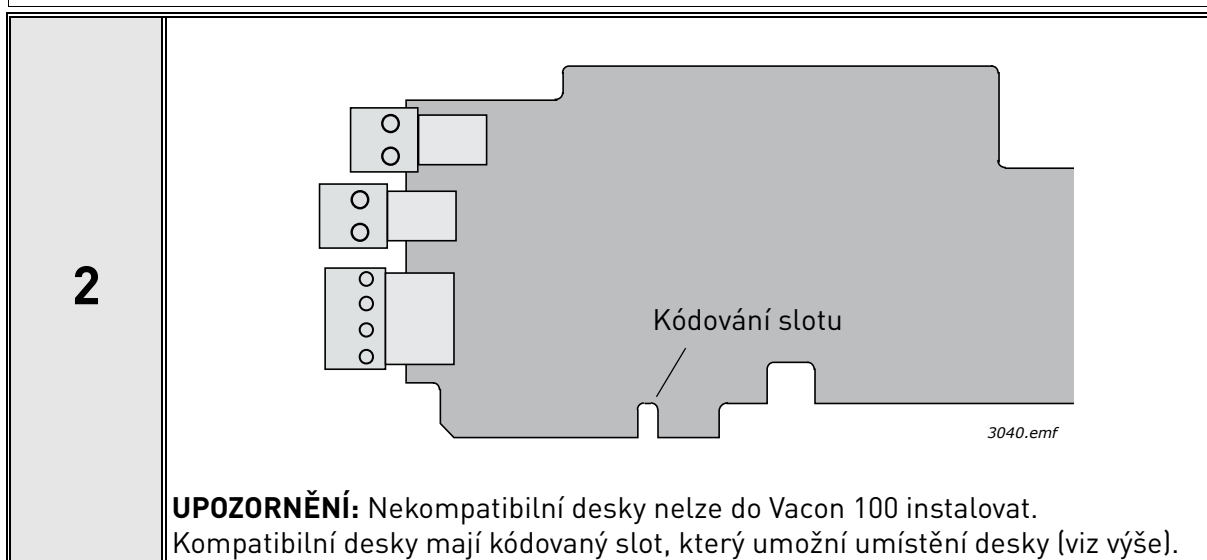 2
Kódování slotu
3040.emf
UPOZORNĚNÍ: Nekompatibilní desky nelze do Vacon 100 instalovat.
Kompatibilní desky mají kódovaný slot, který umožní umístění desky (viz výše).